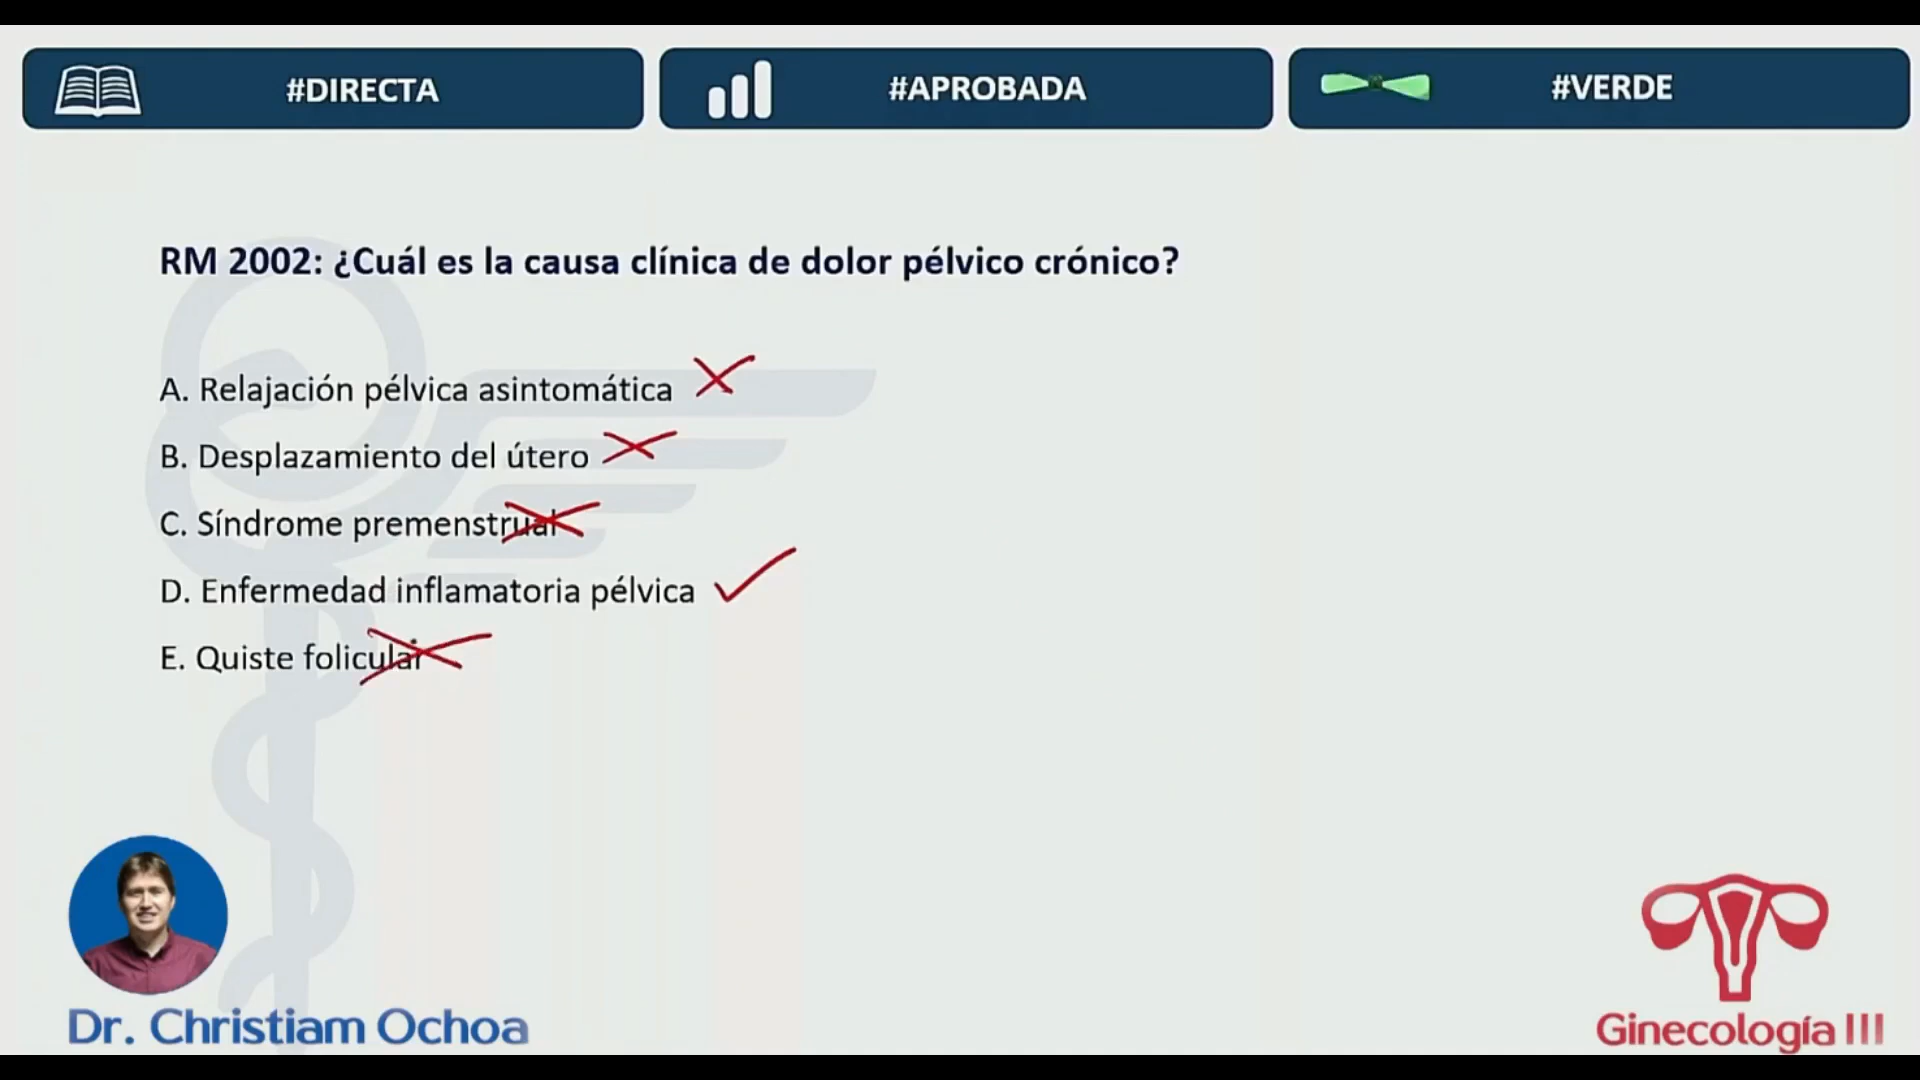 #DIRECTA
#APROBADA
#VERDE
RM 2002: ¿Cuál es la causa clínica de dolor pélvico crónico?
A. Relajación pélvica asintomática
B. Desplazamiento del útero
C. Síndrome premenstrual
D. Enfermedad inflamatoria pélvica
E. Quiste folicular
Dr. Christiam Ochoa
Ginecología III